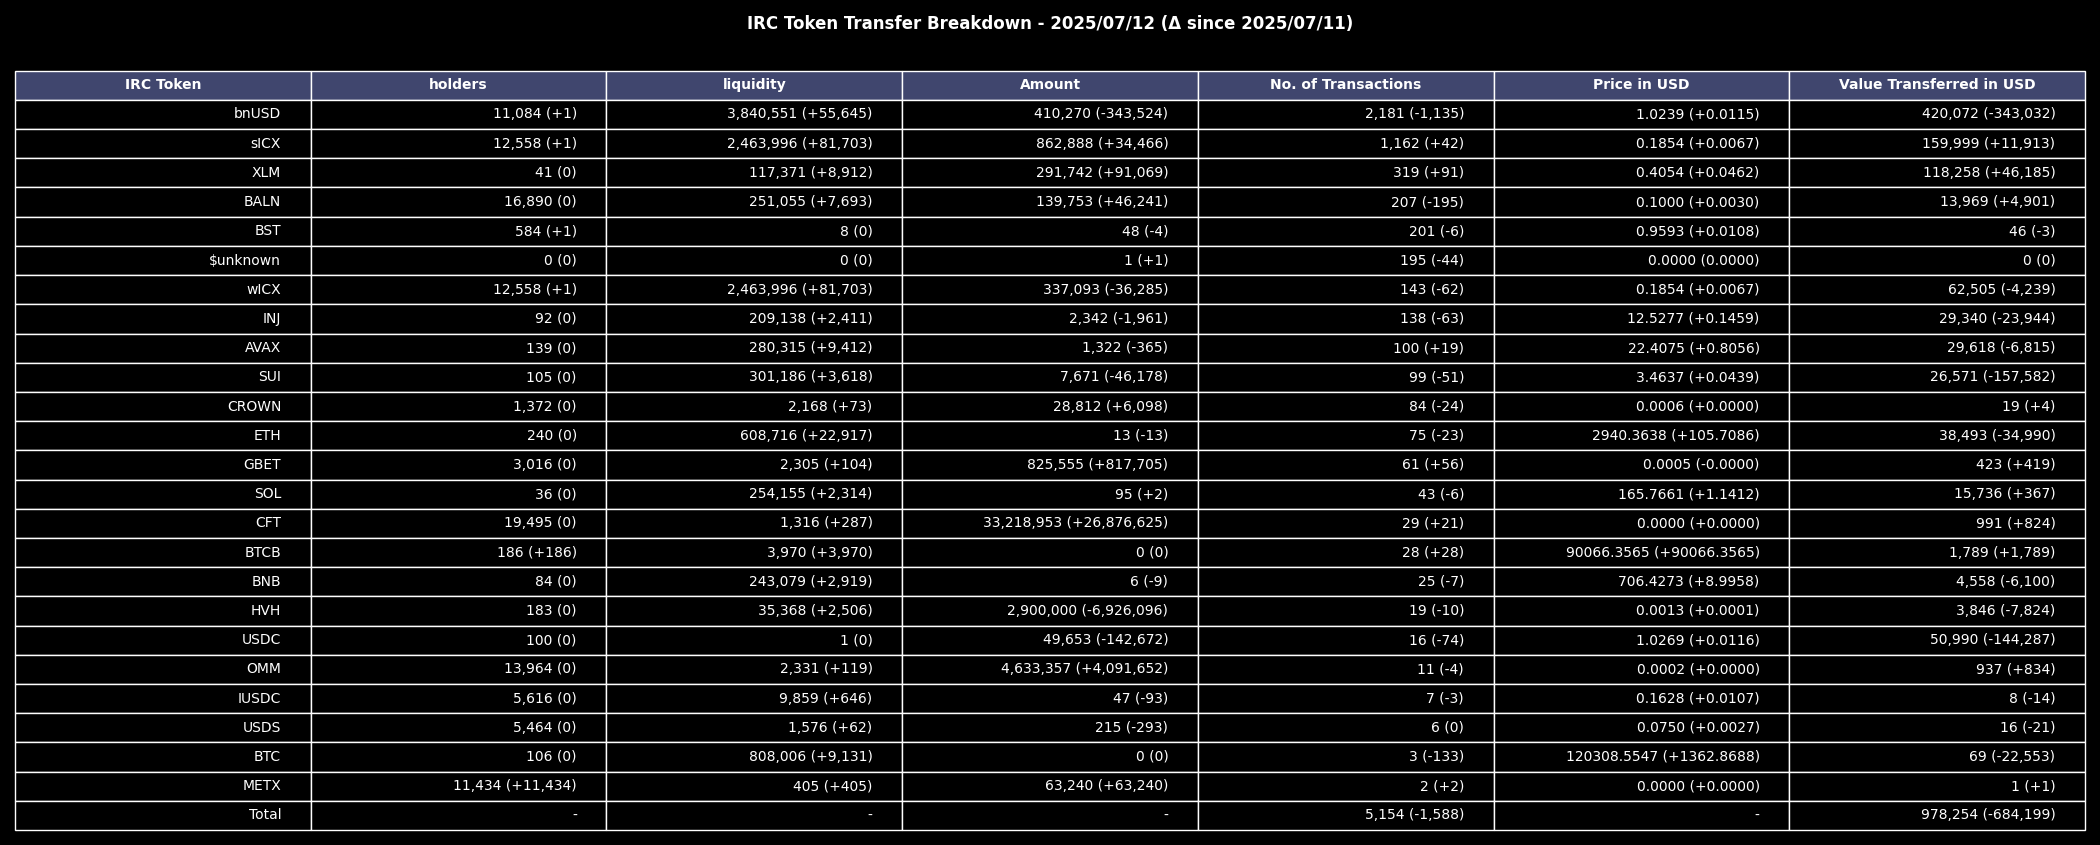 IRC Token Transfer Breakdown - 2025/07/12 (Δ since 2025/07/11)
IRC Token holders liquidity Amount No. of Transactions Price in USD Value Transferred in USD
bnUSD 11,084 (+1) 3,840,551 (+55,645) 410,270 (-343,524) 2,181 (-1,135) 1.0239 (+0.0115) 420,072 (-343,032)
sICX 12,558 (+1) 2,463,996 (+81,703) 862,888 (+34,466) 1,162 (+42) 0.1854 (+0.0067) 159,999 (+11,913)
XLM 41 (0) 117,371 (+8,912) 291,742 (+91,069) 319 (+91) 0.4054 (+0.0462) 118,258 (+46,185)
BALN 16,890 (0) 251,055 (+7,693) 139,753 (+46,241) 207 (-195) 0.1000 (+0.0030) 13,969 (+4,901)
BST 584 (+1) 8 (0) 48 (-4) 201 (-6) 0.9593 (+0.0108) 46 (-3)
$unknown 0 (0) 0 (0) 1 (+1) 195 (-44) 0.0000 (0.0000) 0 (0)
wICX 12,558 (+1) 2,463,996 (+81,703) 337,093 (-36,285) 143 (-62) 0.1854 (+0.0067) 62,505 (-4,239)
INJ 92 (0) 209,138 (+2,411) 2,342 (-1,961) 138 (-63) 12.5277 (+0.1459) 29,340 (-23,944)
AVAX 139 (0) 280,315 (+9,412) 1,322 (-365) 100 (+19) 22.4075 (+0.8056) 29,618 (-6,815)
SUI 105 (0) 301,186 (+3,618) 7,671 (-46,178) 99 (-51) 3.4637 (+0.0439) 26,571 (-157,582)
CROWN 1,372 (0) 2,168 (+73) 28,812 (+6,098) 84 (-24) 0.0006 (+0.0000) 19 (+4)
ETH 240 (0) 608,716 (+22,917) 13 (-13) 75 (-23) 2940.3638 (+105.7086) 38,493 (-34,990)
GBET 3,016 (0) 2,305 (+104) 825,555 (+817,705) 61 (+56) 0.0005 (-0.0000) 423 (+419)
SOL 36 (0) 254,155 (+2,314) 95 (+2) 43 (-6) 165.7661 (+1.1412) 15,736 (+367)
CFT 19,495 (0) 1,316 (+287) 33,218,953 (+26,876,625) 29 (+21) 0.0000 (+0.0000) 991 (+824)
BTCB 186 (+186) 3,970 (+3,970) 0 (0) 28 (+28) 90066.3565 (+90066.3565) 1,789 (+1,789)
BNB 84 (0) 243,079 (+2,919) 6 (-9) 25 (-7) 706.4273 (+8.9958) 4,558 (-6,100)
HVH 183 (0) 35,368 (+2,506) 2,900,000 (-6,926,096) 19 (-10) 0.0013 (+0.0001) 3,846 (-7,824)
USDC 100 (0) 1 (0) 49,653 (-142,672) 16 (-74) 1.0269 (+0.0116) 50,990 (-144,287)
OMM 13,964 (0) 2,331 (+119) 4,633,357 (+4,091,652) 11 (-4) 0.0002 (+0.0000) 937 (+834)
IUSDC 5,616 (0) 9,859 (+646) 47 (-93) 7 (-3) 0.1628 (+0.0107) 8 (-14)
USDS 5,464 (0) 1,576 (+62) 215 (-293) 6 (0) 0.0750 (+0.0027) 16 (-21)
BTC 106 (0) 808,006 (+9,131) 0 (0) 3 (-133) 120308.5547 (+1362.8688) 69 (-22,553)
METX 11,434 (+11,434) 405 (+405) 63,240 (+63,240) 2 (+2) 0.0000 (+0.0000) 1 (+1)
Total - - - 5,154 (-1,588) - 978,254 (-684,199)